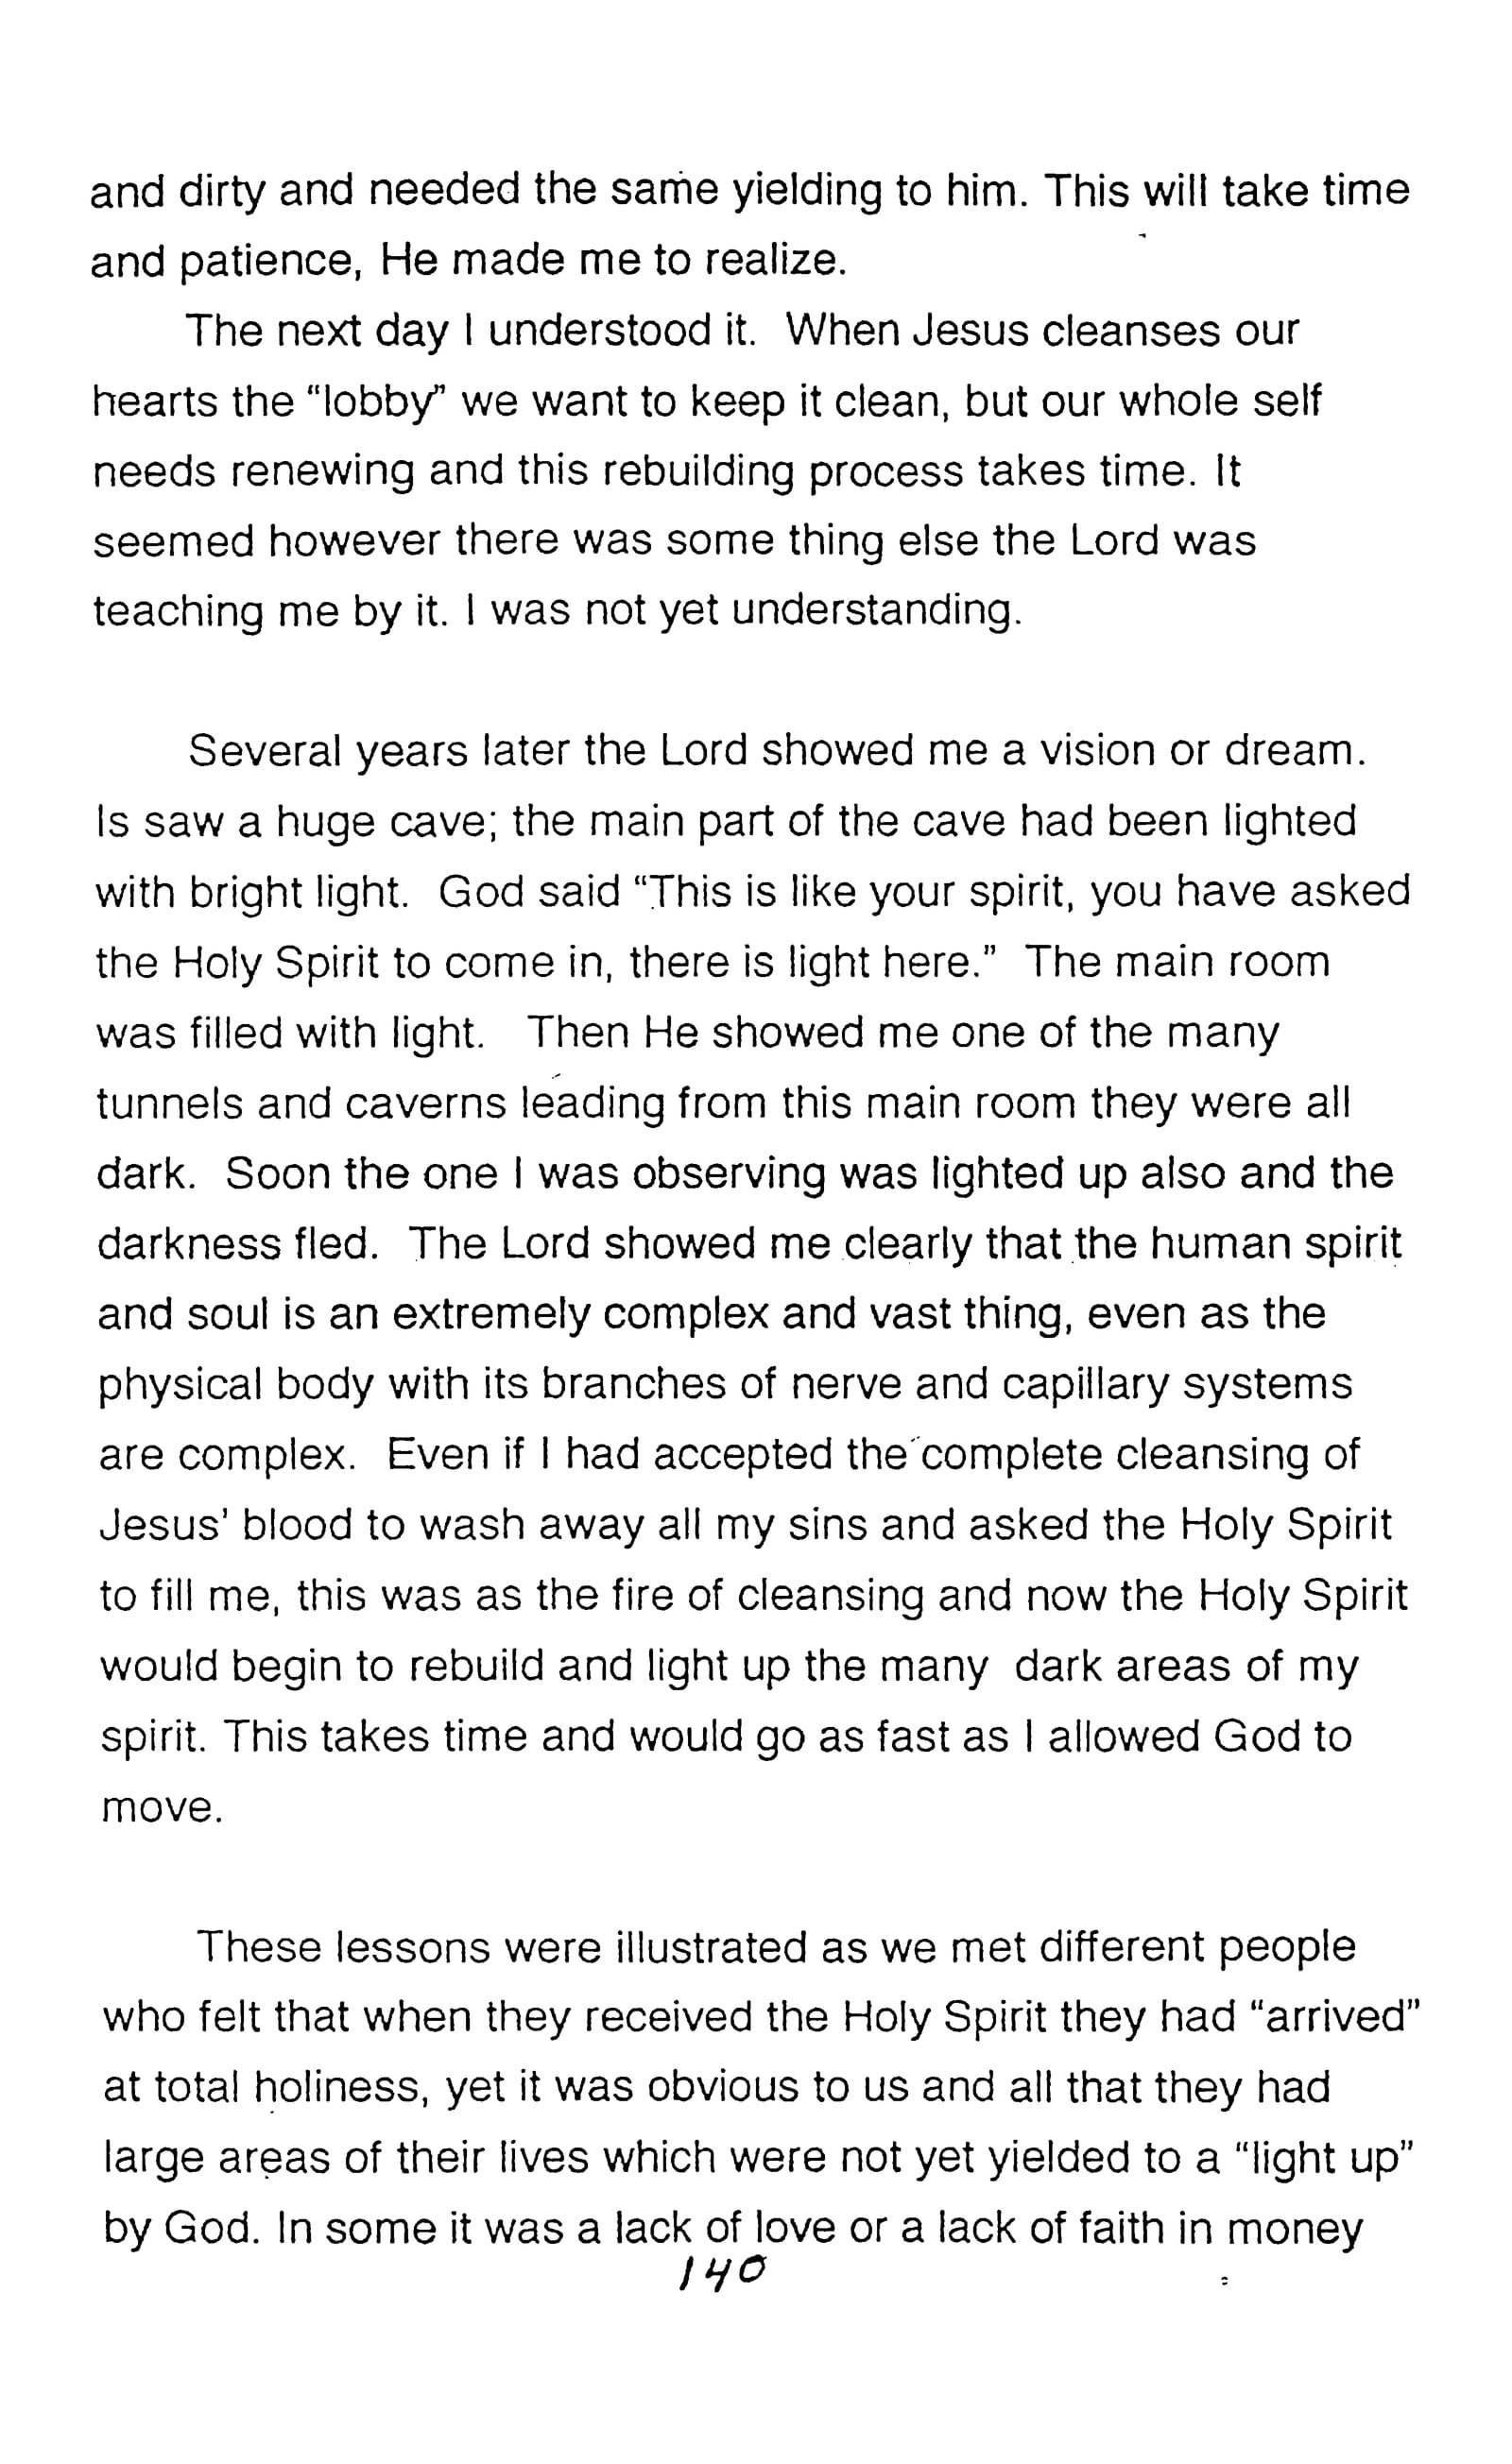 and dirty and needed the same yielding to him. This will take time
and patience, He made me to realize.
The next day I understood it. When Jesus cleanses our
hearts the “lobby” we want to keep it clean, but our whole self
needs renewing and this rebuilding process takes time. It
seemed however there was some thing else the Lord was
teaching me by it. I was not yet understanding.
Several years later the Lord showed me a vision or dream.
Is saw a huge cave; the main part of the cave had been lighted
with bright light. God said “This is like your spirit, you have asked
the Holy Spirit to come in, there is light here.” The main room
was filled with light. Then He showed me one of the many
tunnels and caverns leading from this main room they were all
dark. Soon the one I was observing was lighted up also and the
darkness fled. The Lord showed me clearly that the human spirit
and soul is an extremely complex and vast thing, even as the
physical body with its branches of nerve and capillary systems
are complex. Even if I had accepted the complete cleansing of
Jesus’ blood to wash away all my sins and asked the Holy Spirit
to fill me, this was as the fire of cleansing and now the Holy Spirit
would begin to rebuild and light up the many dark areas of my
spirit. This takes time and would go as fast as I allowed God to
move.
These lessons were illustrated as we met different people
who felt that when they received the Holy Spirit they had “arrived”
at total holiness, yet it was obvious to us and all that they had
large areas of their lives which were not yet yielded to a “light up”
by God. In some it was a lack of love or a lack of faith in money
140